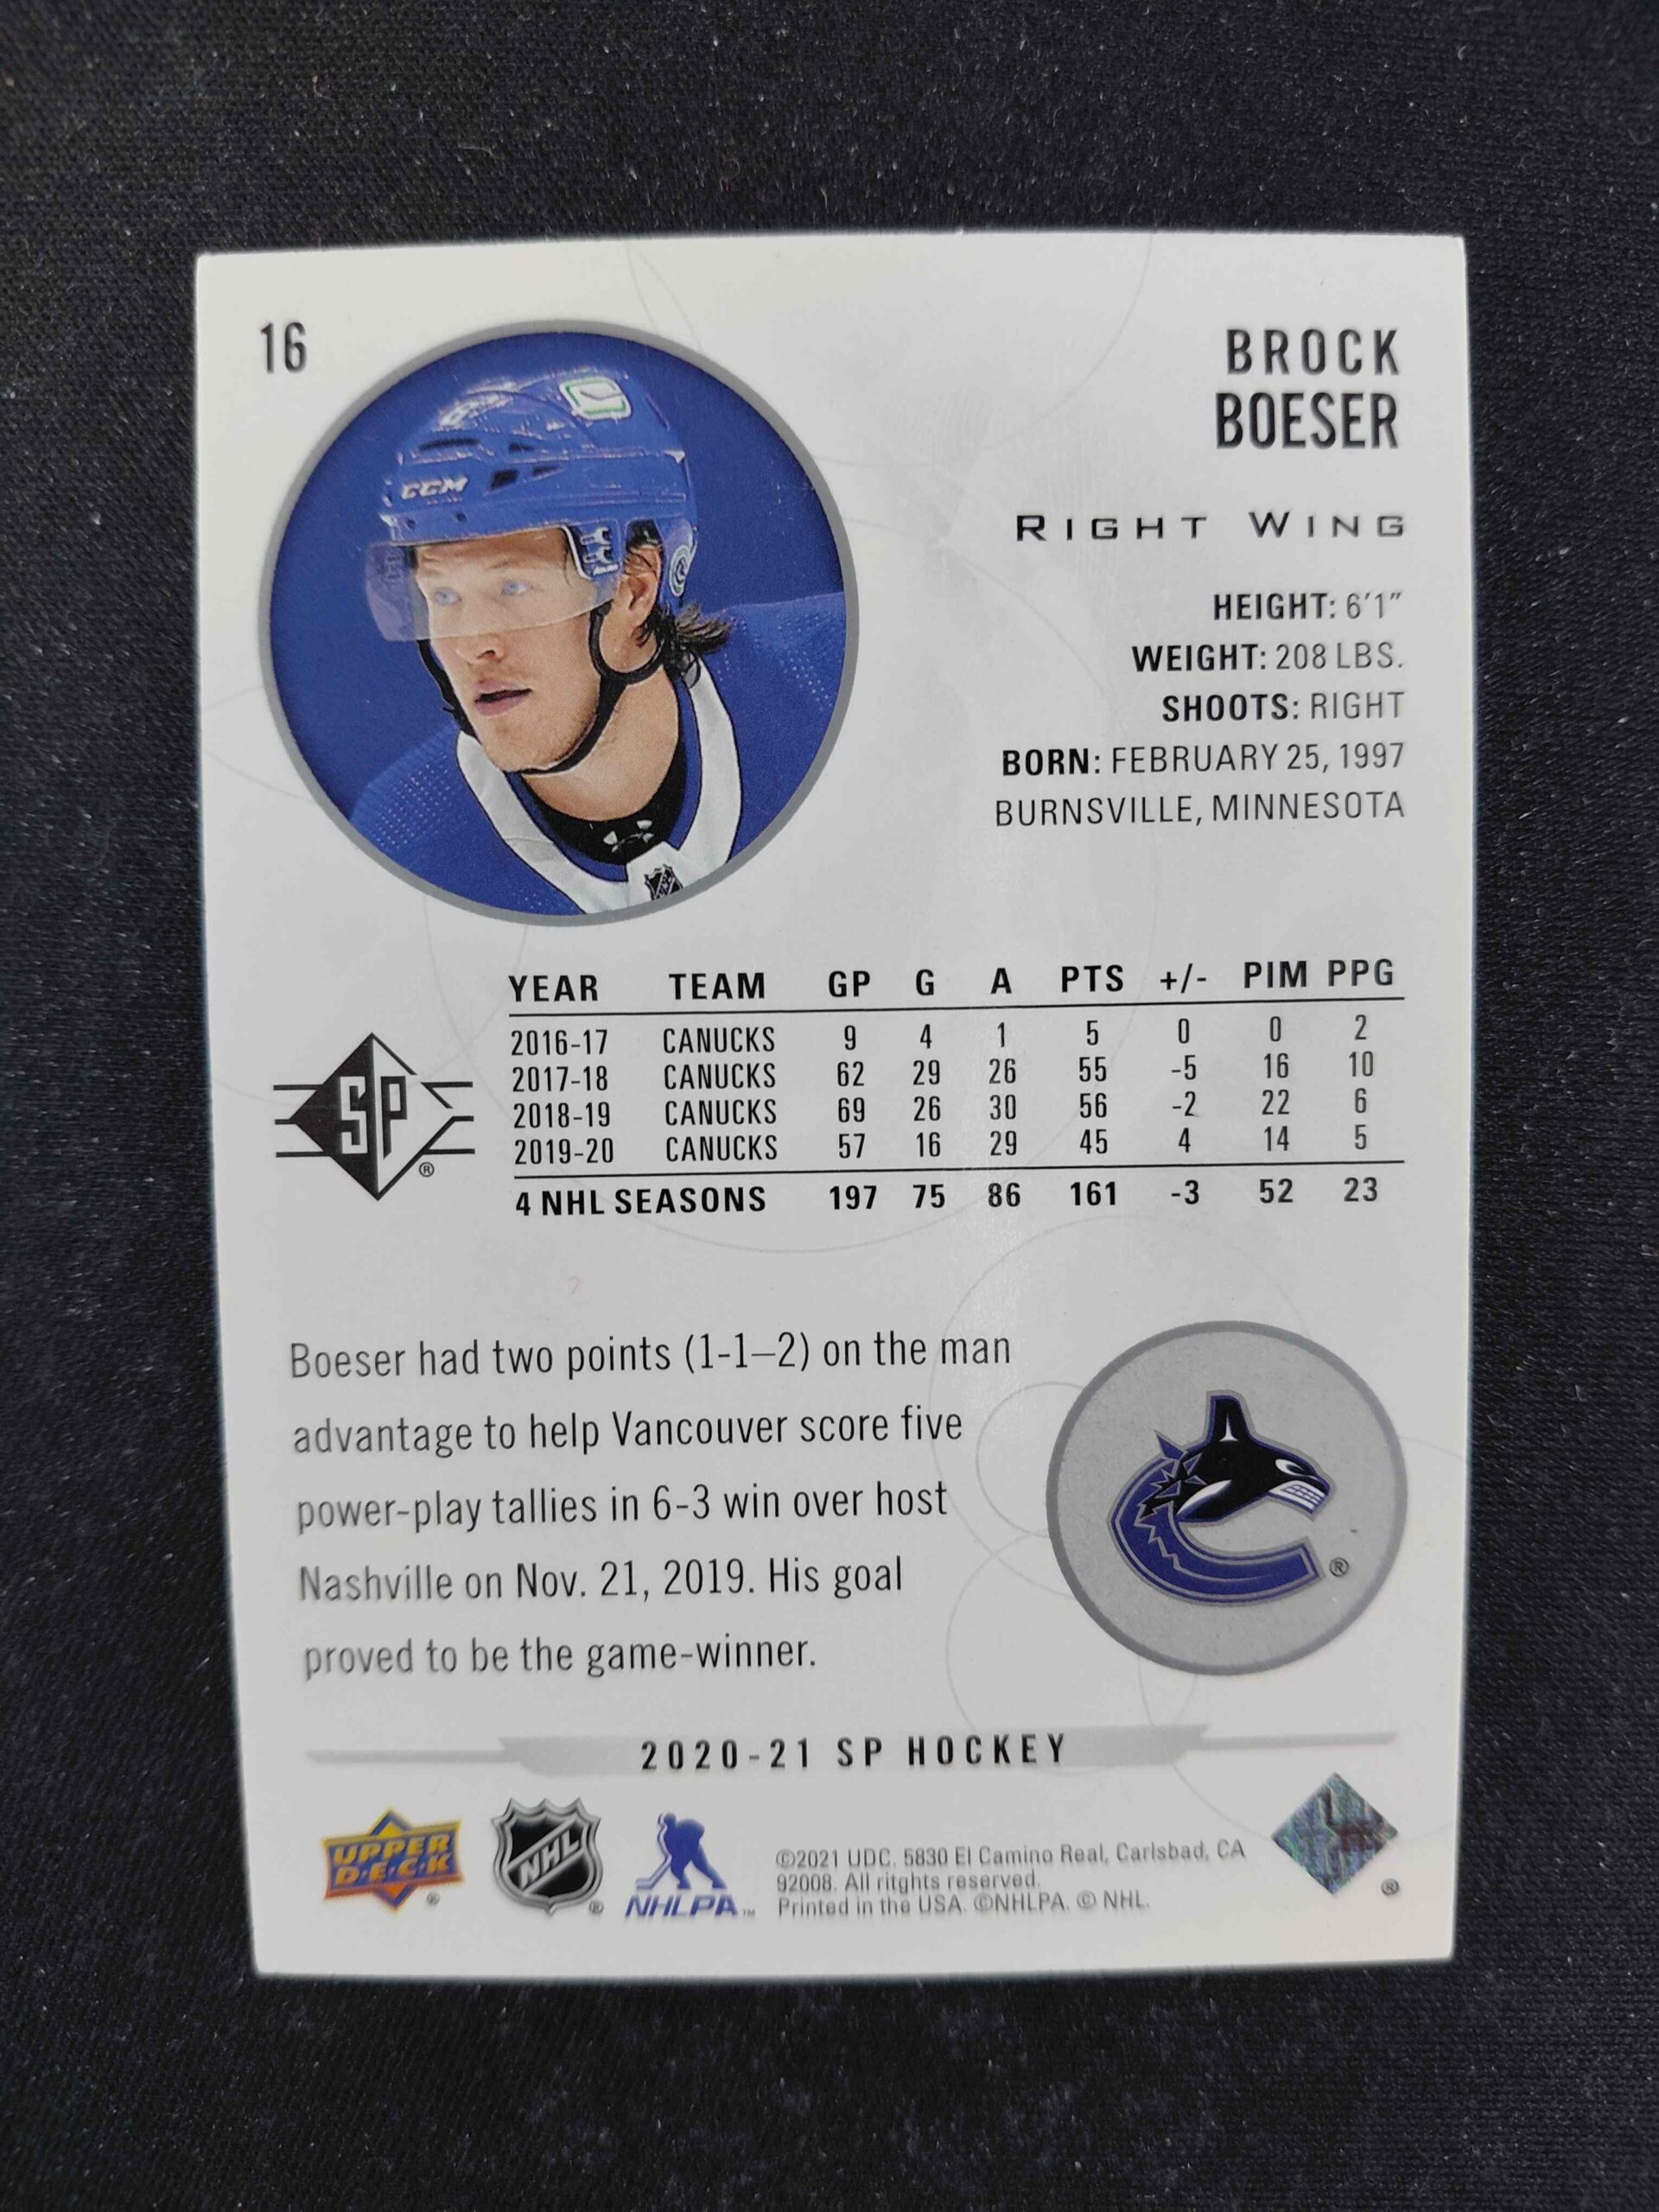 16
BROCK
BOESER
RIGHT WING
HEIGHT: 6'1"
WEIGHT: 208 LBS.
SHOOTS: RIGHT
BORN: FEBRUARY 25, 1997
BURNSVILLE, MINNESOTA
CCM
YEAR TEAM GP G A PTS +/- PIM PPG
2016-17 CANUCKS 9 4 1 5 0 0 2
2017-18 CANUCKS 62 29 26 55 -5 16 10
2018-19 CANUCKS 69 26 30 56 -2 22 6
2019-20 CANUCKS 57 16 29 45 4 14 5
4 NHL SEASONS 197 75 86 161 -3 52 23
SP®
Boeser had two points (1-1–2) on the man
advantage to help Vancouver score five
power-play tallies in 6-3 win over host
Nashville on Nov. 21, 2019. His goal
proved to be the game-winner.
®
2020-21 SP HOCKEY
UPPER
DECK®
NHL®
NHLPA™
©2021 UDC. 5830 El Camino Real, Carlsbad, CA
92008. All ritghts reserved.
Printed in the USA. ©NHLPA. © NHL.
®